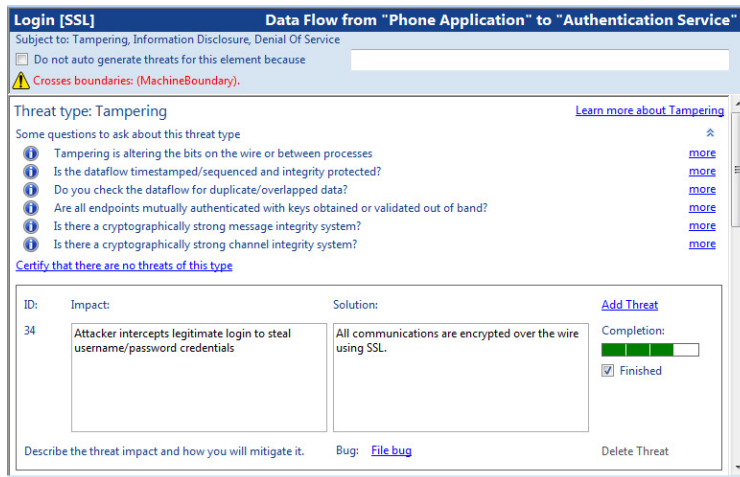 Login [SSL] Data Flow from "Phone Application" to "Authentication Service"
Subject to: Tampering, Information Disclosure, Denial Of Service
Do not auto generate threats for this element because
Crosses boundaries: (MachineBoundary).
Threat type: Tampering Learn more about Tampering
Some questions to ask about this threat type
Tampering is altering the bits on the wire or between processes more
Is the dataflow timestamped/sequenced and integrity protected? more
Do you check the dataflow for duplicate/overlapped data? more
Are all endpoints mutually authenticated with keys obtained or validated out of band? more
Is there a cryptographically strong message integrity system? more
Is there a cryptographically strong channel integrity system? more
Certify that there are no threats of this type
ID: Impact: Solution: Add Threat
34 Attacker intercepts legitimate login to steal All communications are encrypted over the wire Completion:
username/password credentials using SSL.
Finished
Describe the threat impact and how you will mitigate it. Bug: File bug Delete Threat